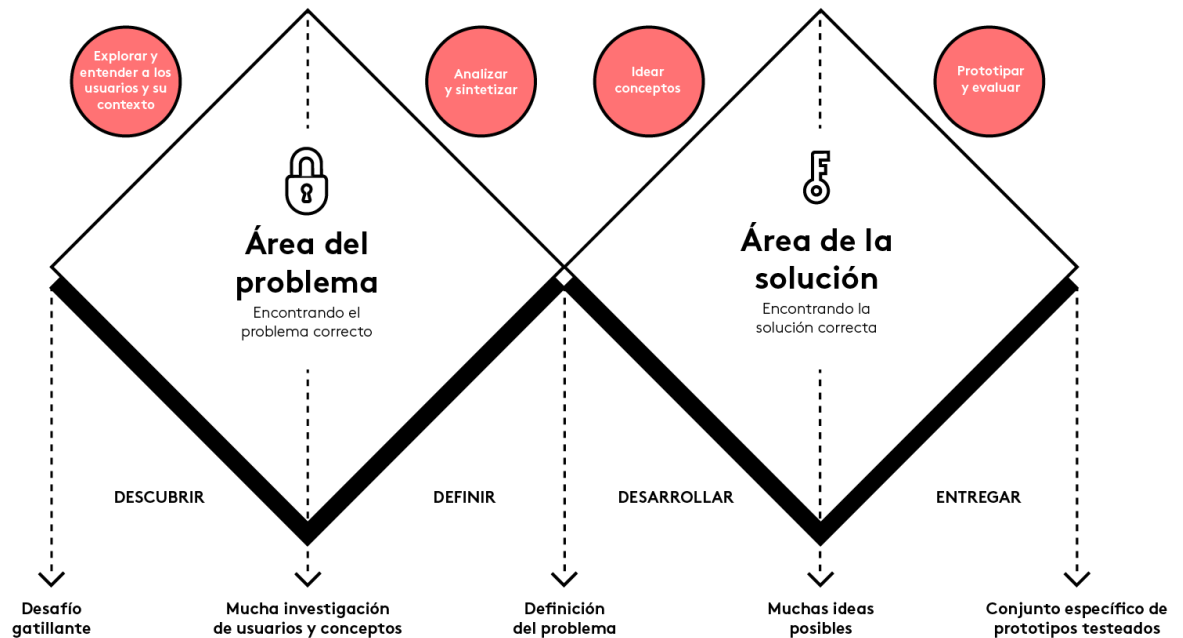 Explorar y
entender a los
usuarios y su
contexto
Analizar
y sintetizar
Idear
conceptos
Prototipar
y evaluar
Área del
problema
Encontrando el
problema correcto
Área de la
solución
Encontrando la
solución correcta
DESCUBRIR
DEFINIR
DESARROLLAR
ENTREGAR
Desafío
gatillante
Mucha investigación
de usuarios y conceptos
Definición
del problema
Muchas ideas
posibles
Conjunto específico de
prototipos testeados